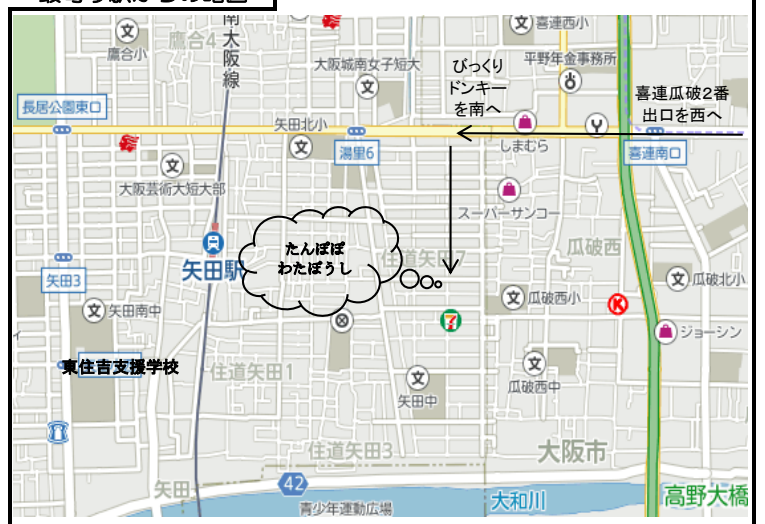 最寄り駅からの地図
鷹合小
鷹合4
南大阪線
大阪城南女子短大
喜連西小
平野年金事務所
びっくり
ドンキー
を南へ
喜連瓜破2番
出口を西へ
長居公園東口
矢田北小
湯里6
しまむら
喜連南口
大阪芸術大短大部
スーパーサンコー
矢田駅
たんぽぽ
わたぼうし
住道矢田7
瓜破西
矢田3
矢田南中
瓜破西小
瓜破北小
ジョーシン
東住吉支援学校
住道矢田1
矢田中
瓜破西中
住道矢田3
大阪市
矢田
42
青少年運動広場
大和川
高野大橋